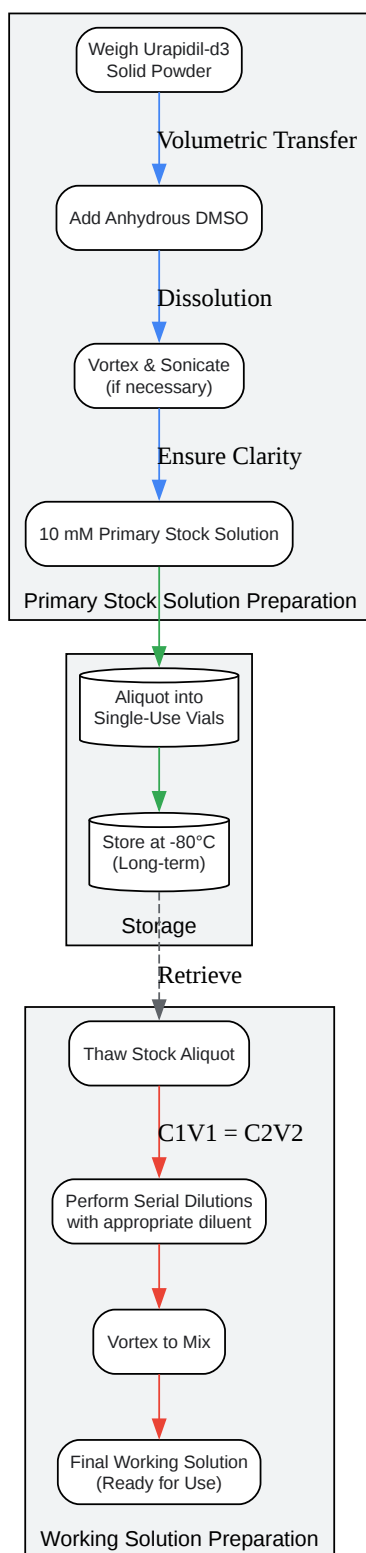 Weigh Urapidil-d3
Solid Powder
Volumetric Transfer
Add Anhydrous DMSO
Dissolution
Vortex & Sonicate
(if necessary)
Ensure Clarity
10 mM Primary Stock Solution
Primary Stock Solution Preparation
Aliquot into
Single-Use Vials
Store at -80°C
(Long-term)
Storage
Retrieve
Thaw Stock Aliquot
C1V1 = C2V2
Perform Serial Dilutions
with appropriate diluent
Vortex to Mix
Final Working Solution
(Ready for Use)
Working Solution Preparation